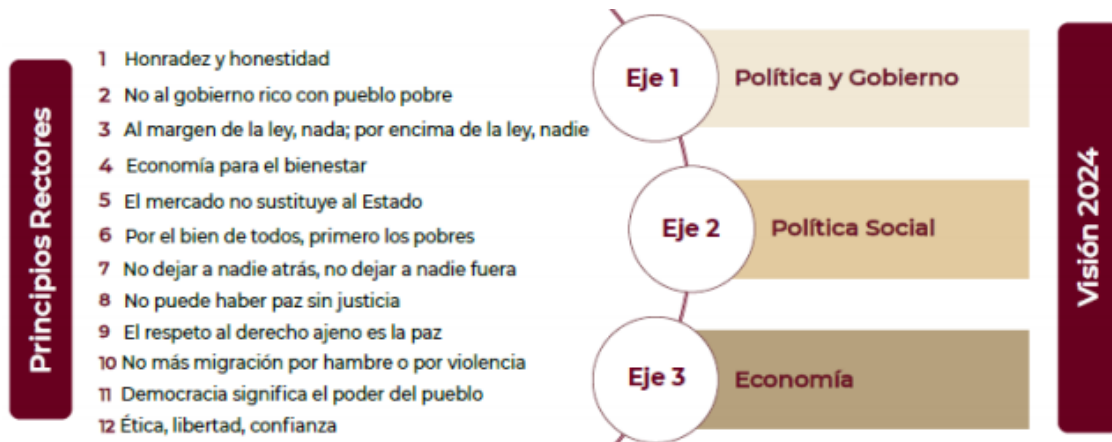 Principios Rectores
1 Honradez y honestidad
2 No al gobierno rico con pueblo pobre
3 Al margen de la ley, nada; por encima de la ley, nadie
4 Economía para el bienestar
5 El mercado no sustituye al Estado
6 Por el bien de todos, primero los pobres
7 No dejar a nadie atrás, no dejar a nadie fuera
8 No puede haber paz sin justicia
9 El respeto al derecho ajeno es la paz
10 No más migración por hambre o por violencia
11 Democracia significa el poder del pueblo
12 Ética, libertad, confianza
Eje 1 Política y Gobierno
Eje 2 Política Social
Eje 3 Economía
Visión 2024